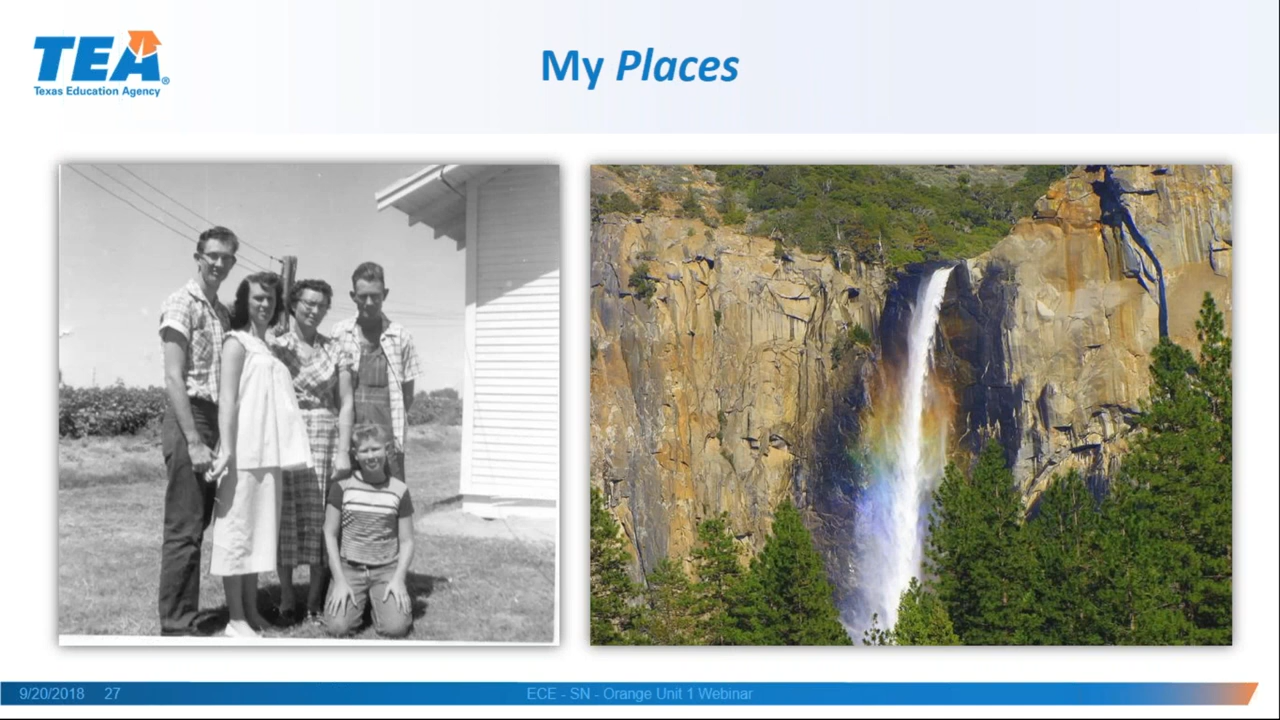 TEA®
Texas Education Agency
My Places
9/20/2018 27 ECE - SN - Orange Unit 1 Webinar